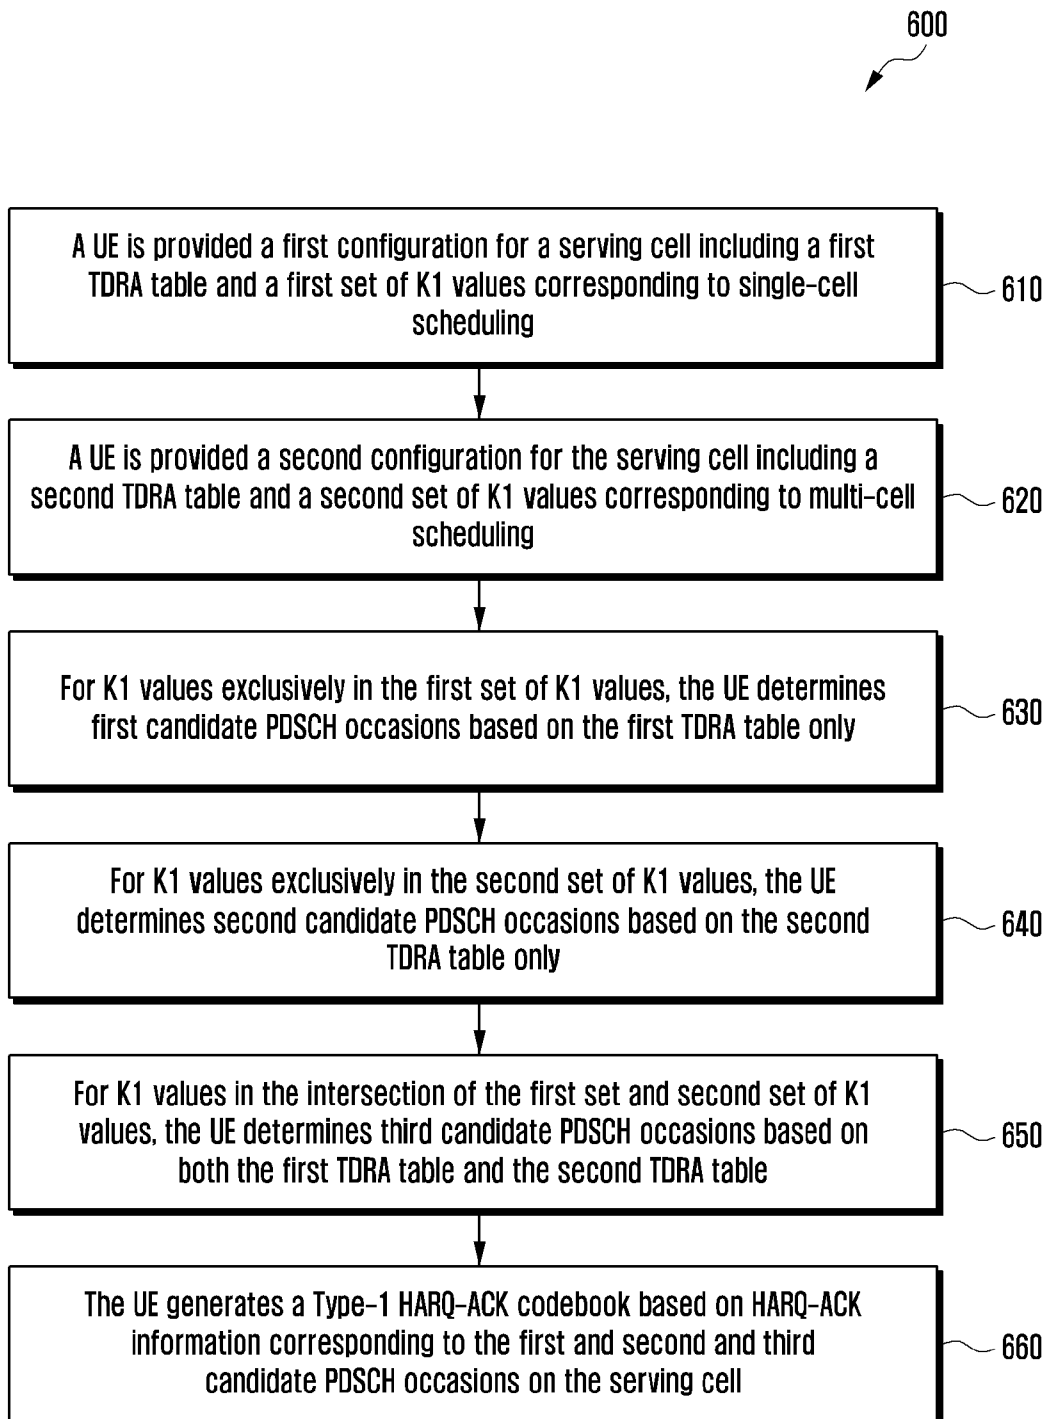 600
A UE is provided a first configuration for a serving cell including a first
TDRA table and a first set of K1 values corresponding to single-cell
scheduling
610
A UE is provided a second configuration for the serving cell including a
second TDRA table and a second set of K1 values corresponding to multi-cell
scheduling
620
For K1 values exclusively in the first set of K1 values, the UE determines
first candidate PDSCH occasions based on the first TDRA table only
630
For K1 values exclusively in the second set of K1 values, the UE
determines second candidate PDSCH occasions based on the second
TDRA table only
640
For K1 values in the intersection of the first set and second set of K1
values, the UE determines third candidate PDSCH occasions based on
both the first TDRA table and the second TDRA table
650
The UE generates a Type-1 HARQ-ACK codebook based on HARQ-ACK
information corresponding to the first and second and third
candidate PDSCH occasions on the serving cell
660